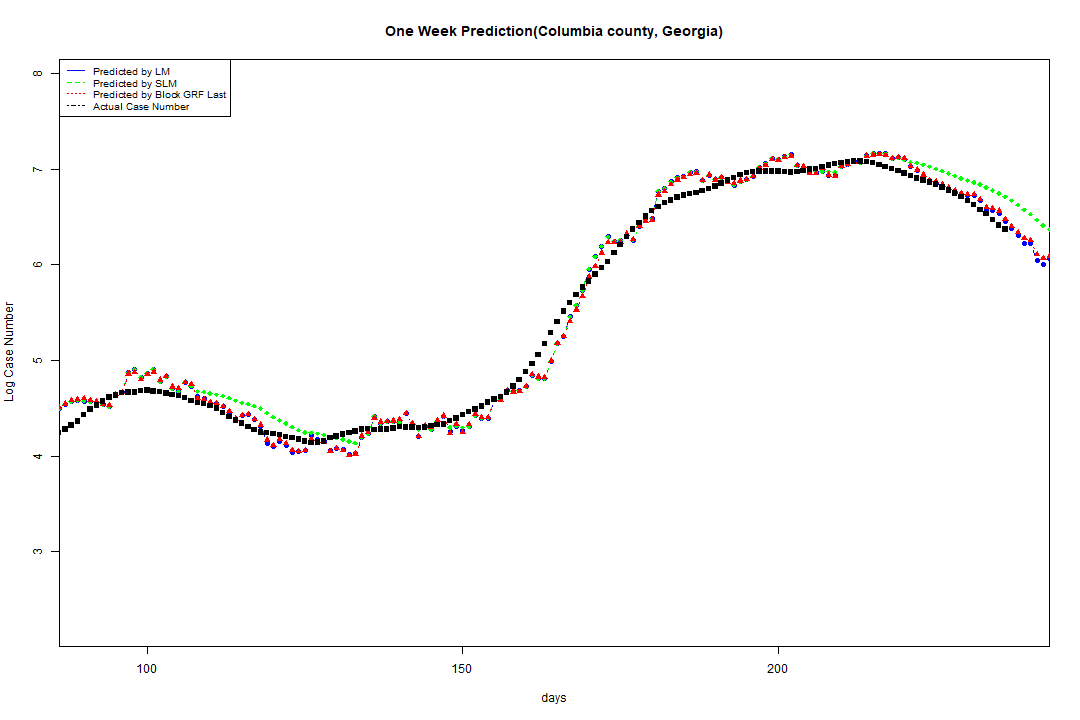 One Week Prediction(Columbia county, Georgia)
Predicted by LM
Predicted by SLM
Predicted by Block GRF Last
Actual Case Number
8
7
6
5
4
3
Log Case Number
100
150
200
days